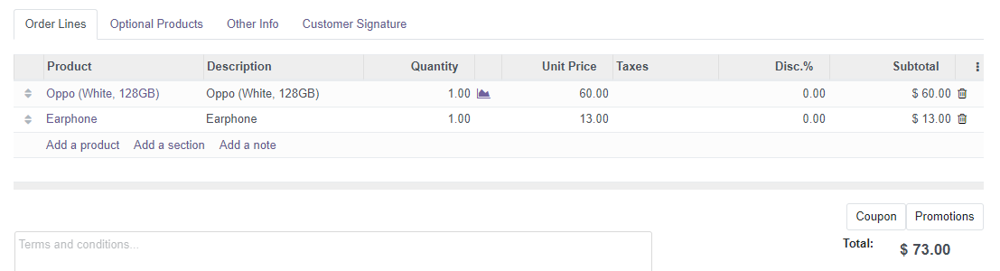 Order Lines Optional Products Other Info Customer Signature
Product Description Quantity Unit Price Taxes Disc.% Subtotal
Oppo (White, 128GB) Oppo (White, 128GB) 1.00 60.00 0.00 $ 60.00
Earphone Earphone 1.00 13.00 0.00 $ 13.00
Add a product Add a section Add a note
Coupon Promotions
Terms and conditions... Total: $ 73.00